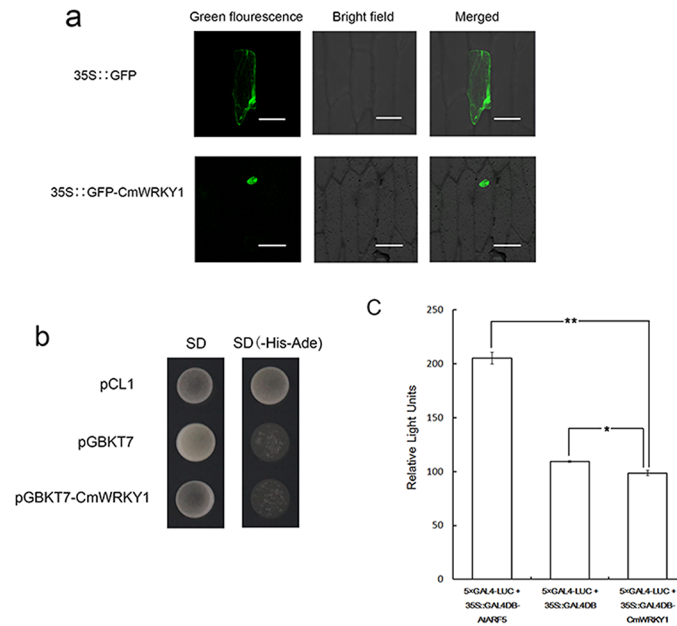 a
Green flourescence Bright field Merged
35S::GFP
35S::GFP-CmWRKY1
b
SD SD(-His-Ade)
pCL1
pGBKT7
pGBKT7-CmWRKY1
C
Relative Light Units
250
200
150
100
50
0
**
*
5×GAL4-LUC +
35S::GAL4DB-
AtARF5
5×GAL4-LUC +
35S::GAL4DB
5×GAL4-LUC +
35S::GAL4DB-
CmWRKY1